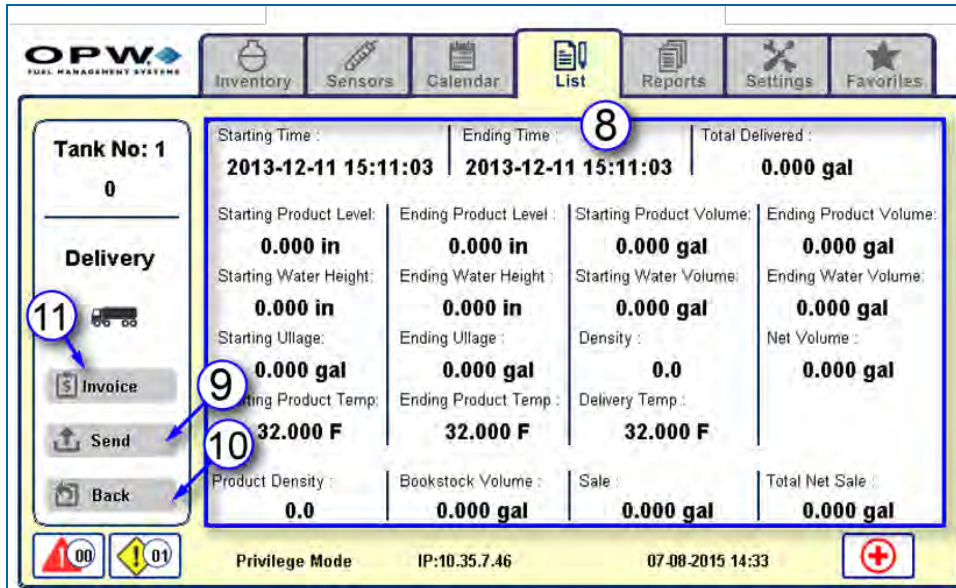 OPW
FUEL MANAGEMENT SYSTEMS
Inventory Sensors Calendar List Reports Settings Favorites
8
Tank No: 1
0
Delivery
11
Invoice
9
Send
10
Back
Starting Time : Ending Time : Total Delivered :
2013-12-11 15:11:03 2013-12-11 15:11:03 0.000 gal
Starting Product Level: Ending Product Level : Starting Product Volume: Ending Product Volume:
0.000 in 0.000 in 0.000 gal 0.000 gal
Starting Water Height: Ending Water Height : Starting Water Volume: Ending Water Volume:
0.000 in 0.000 in 0.000 gal 0.000 gal
Starting Ullage: Ending Ullage : Density : Net Volume :
0.000 gal 0.000 gal 0.0 0.000 gal
rting Product Temp: Ending Product Temp : Delivery Temp :
32.000 F 32.000 F 32.000 F
Product Density : Bookstock Volume : Sale : Total Net Sale :
0.0 0.000 gal 0.000 gal 0.000 gal
00 01 Privilege Mode IP:10.35.7.46 07-08-2015 14:33